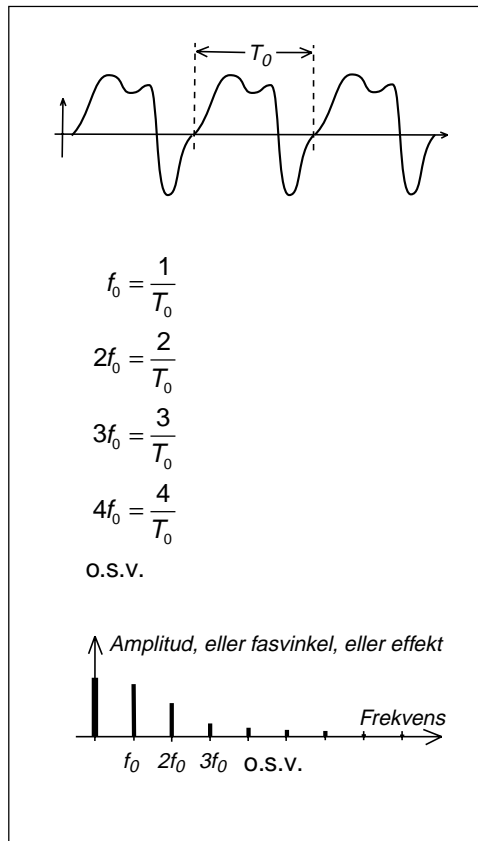 T₀
f₀ = 1/T₀
2f₀ = 2/T₀
3f₀ = 3/T₀
4f₀ = 4/T₀
o.s.v.
Amplitud, eller fasvinkel, eller effekt
Frekvens
f₀ 2f₀ 3f₀ o.s.v.